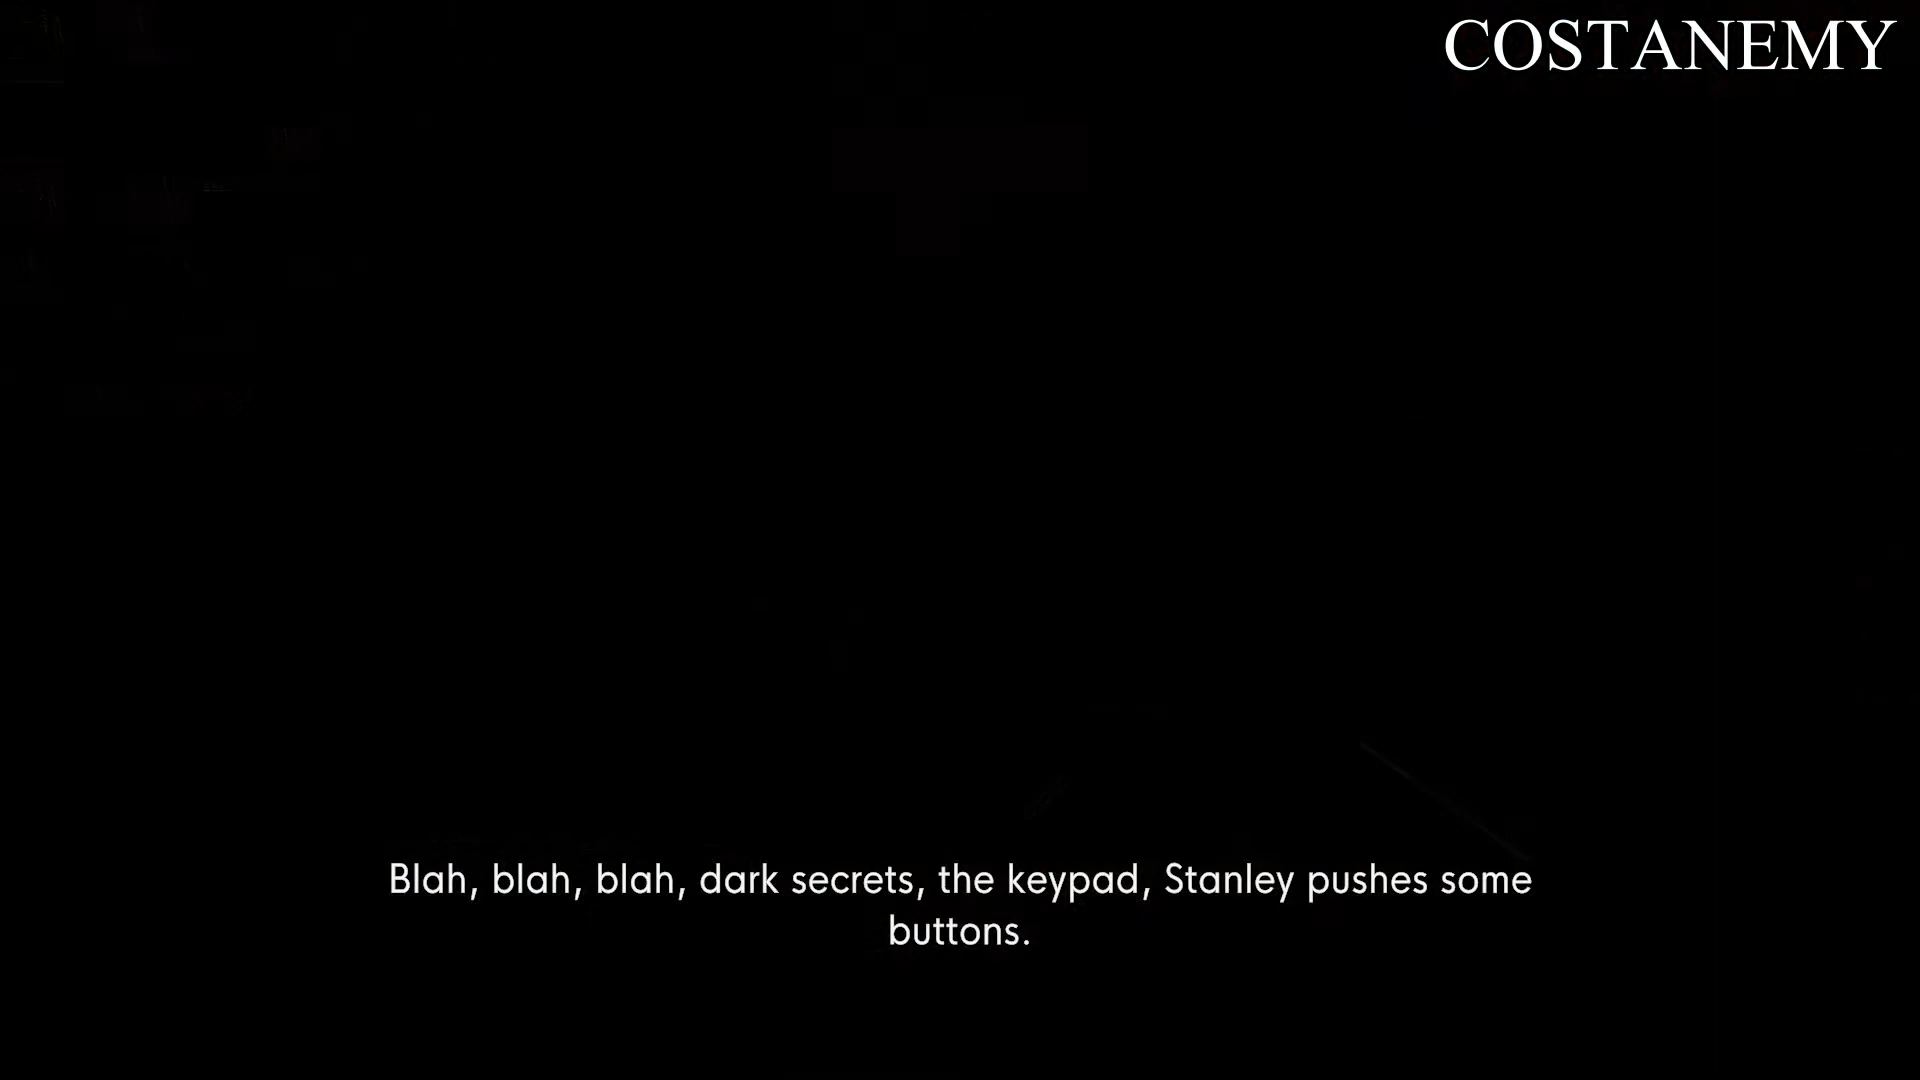 COSTANEMY
Blah, blah, blah, dark secrets, the keypad, Stanley pushes some
buttons.